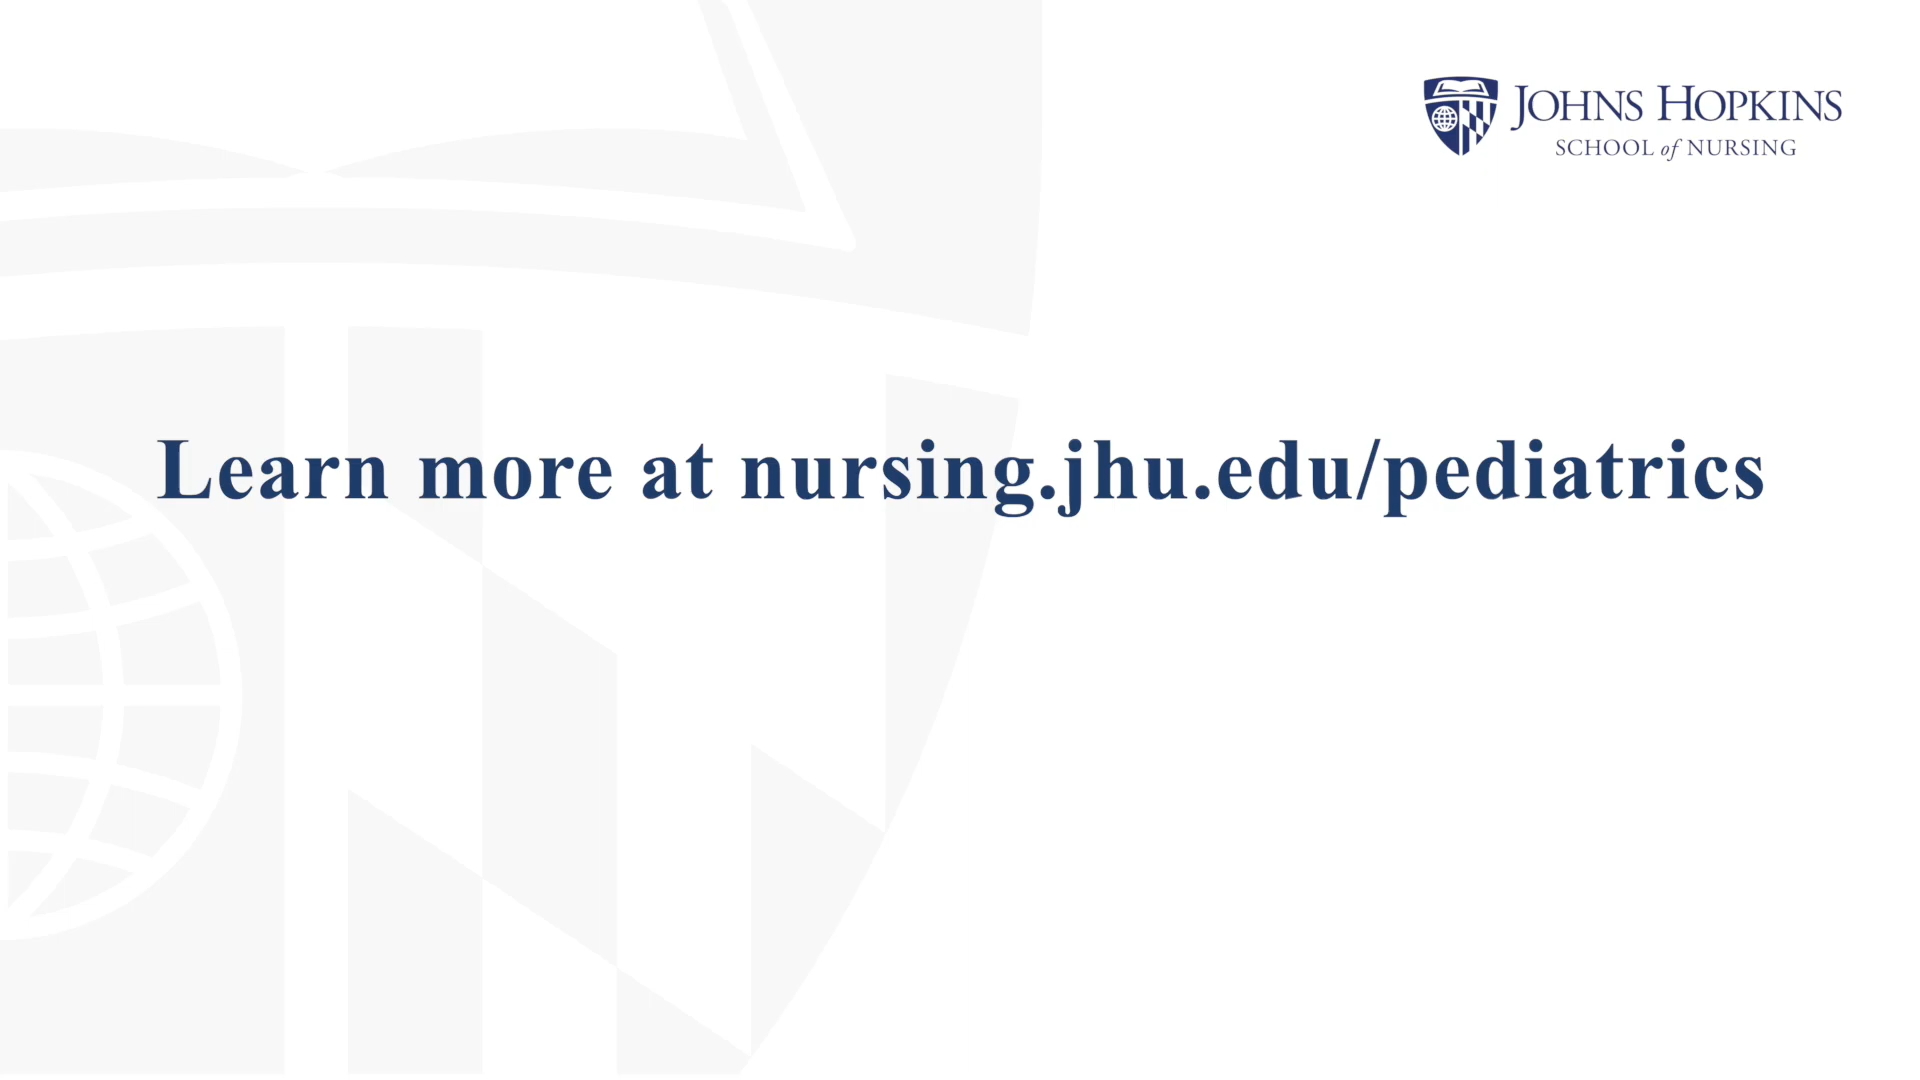 JOHNS HOPKINS
SCHOOL of NURSING
Learn more at nursing.jhu.edu/pediatrics